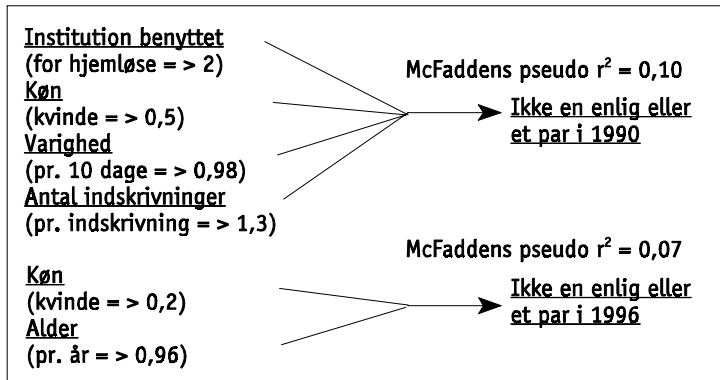 Institution benyttet
(for hjemløse = > 2)
Køn
(kvinde = > 0,5)
Varighed
(pr. 10 dage = > 0,98)
Antal indskrivninger
(pr. indskrivning = > 1,3)
McFaddens pseudo r² = 0,10
Ikke en enlig eller
et par i 1990
Køn
(kvinde = > 0,2)
Alder
(pr. år = > 0,96)
McFaddens pseudo r² = 0,07
Ikke en enlig eller
et par i 1996